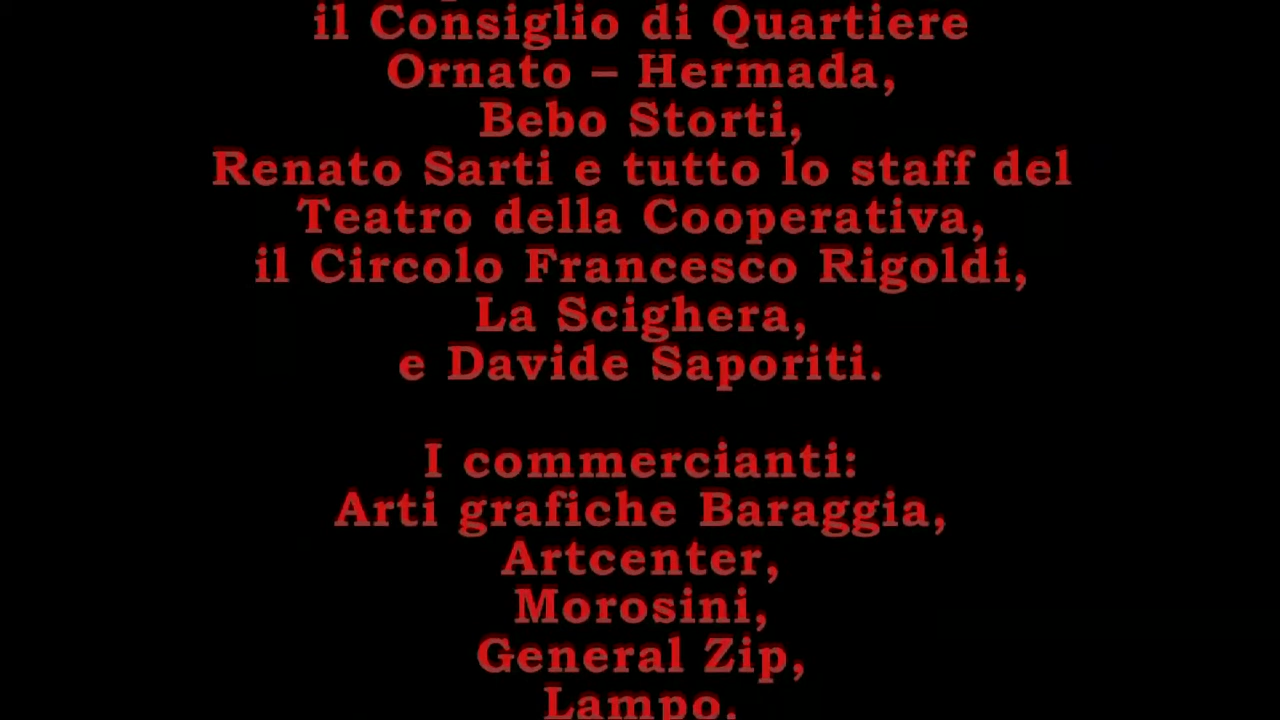 il Consiglio di Quartiere
Ornato – Hermada,
Bebo Storti,
Renato Sarti e tutto lo staff del
Teatro della Cooperativa,
il Circolo Francesco Rigoldi,
La Scighera,
e Davide Saporiti.
I commercianti:
Arti grafiche Baraggia,
Artcenter,
Morosini,
General Zip,
Lampo,